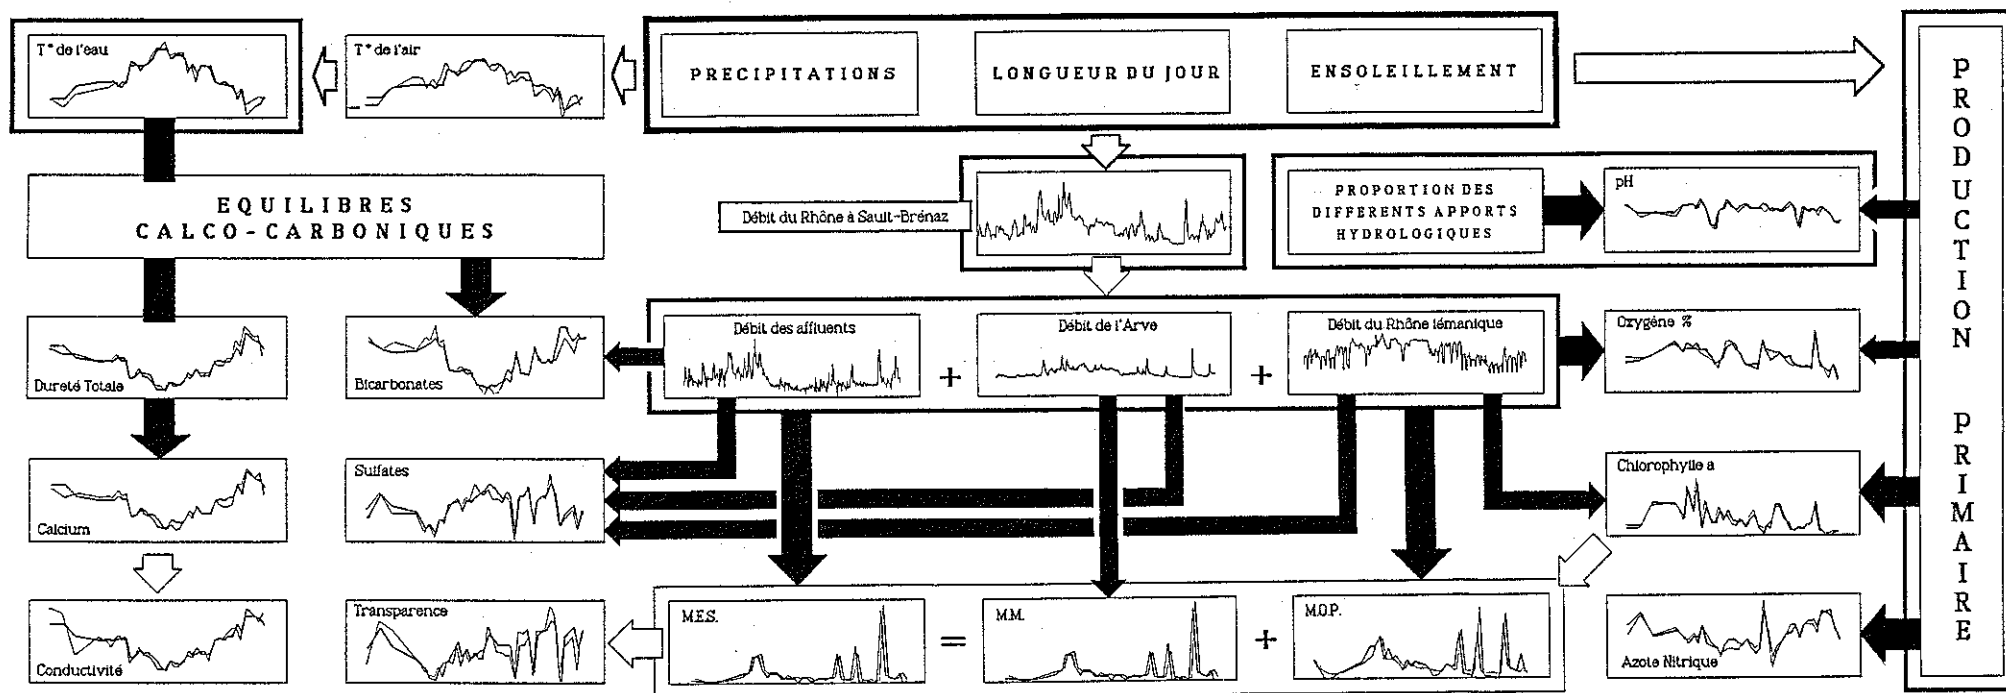 T° de l'eau
T° de l'air
PRECIPITATIONS
LONGUEUR DU JOUR
ENSOLEILLEMENT
EQUILIBRES
CALCO-CARBONIQUES
Débit du Rhône à Sault-Brénaz
PROPORTION DES
DIFFERENTS APPORTS
HYDROLOGIQUES
pH
PRODUCTION PRIMAIRE
Dureté Totale
Bicarbonates
Débit des affluents
+
Débit de l'Arve
+
Débit du Rhône lémanique
Oxygène %
Calcium
Sulfates
Chlorophylle a
Conductivité
Transparence
M.E.S.
=
M.M.
+
M.O.P.
Azote Nitrique